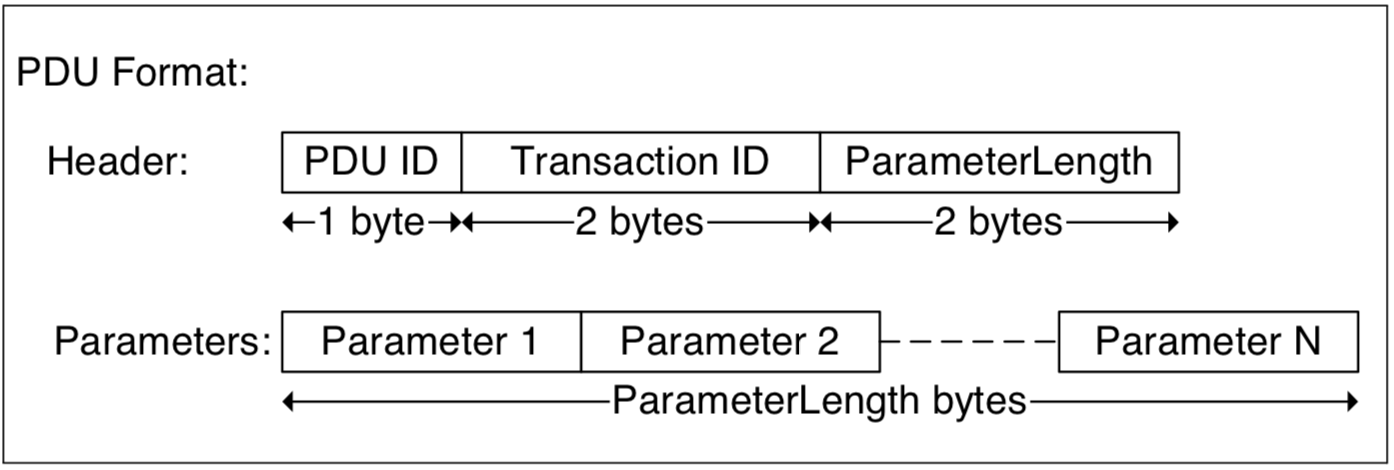 PDU Format:
Header: PDU ID Transaction ID ParameterLength
1 byte 2 bytes 2 bytes
Parameters: Parameter 1 Parameter 2 Parameter N
ParameterLength bytes